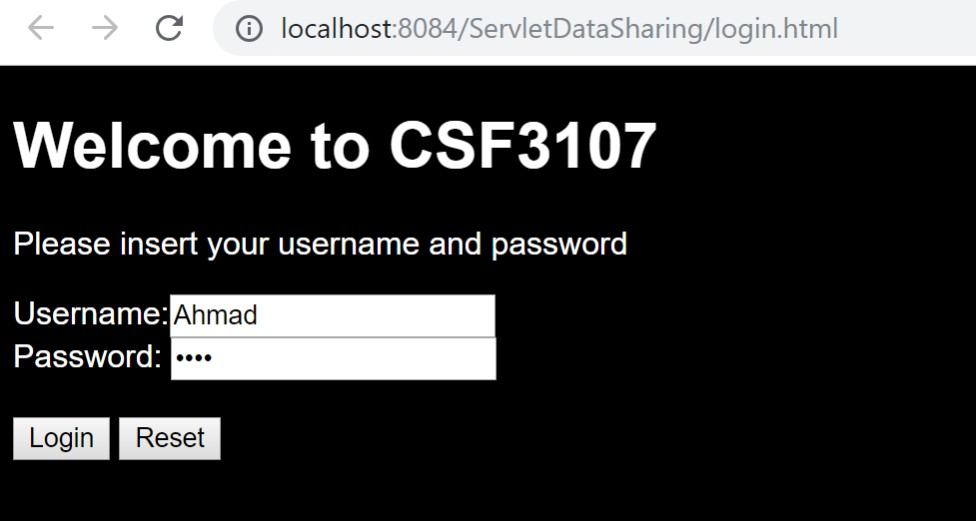 localhost:8084/ServletDataSharing/login.html
Welcome to CSF3107
Please insert your username and password
Username: Ahmad
Password: ••••
Login Reset